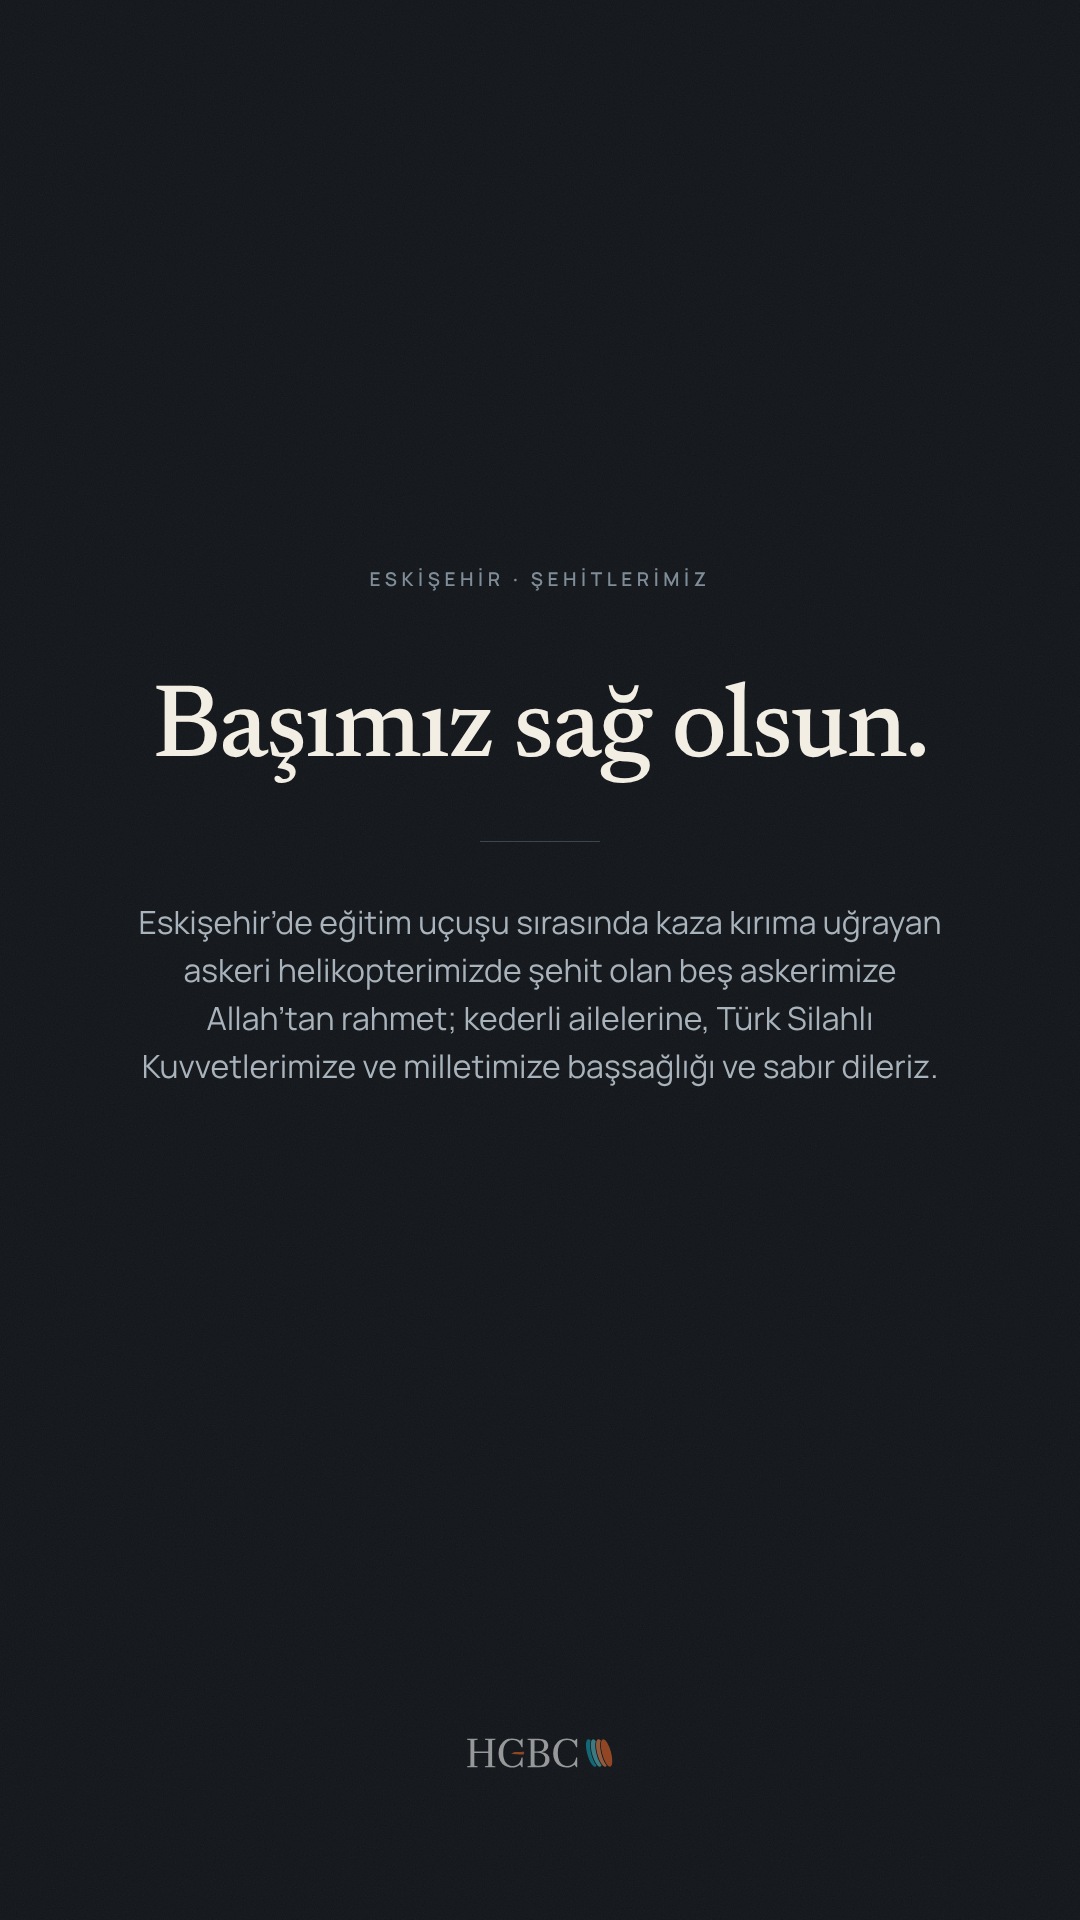 ESKİŞEHİR · ŞEHİTLERİMİZ
Başımız sağ olsun.
Eskişehir’de eğitim uçuşu sırasında kaza kırıma uğrayan
askeri helikopterimizde şehit olan beş askerimize
Allah’tan rahmet; kederli ailelerine, Türk Silahlı
Kuvvetlerimize ve milletimize başsağlığı ve sabır dileriz.
HGBC